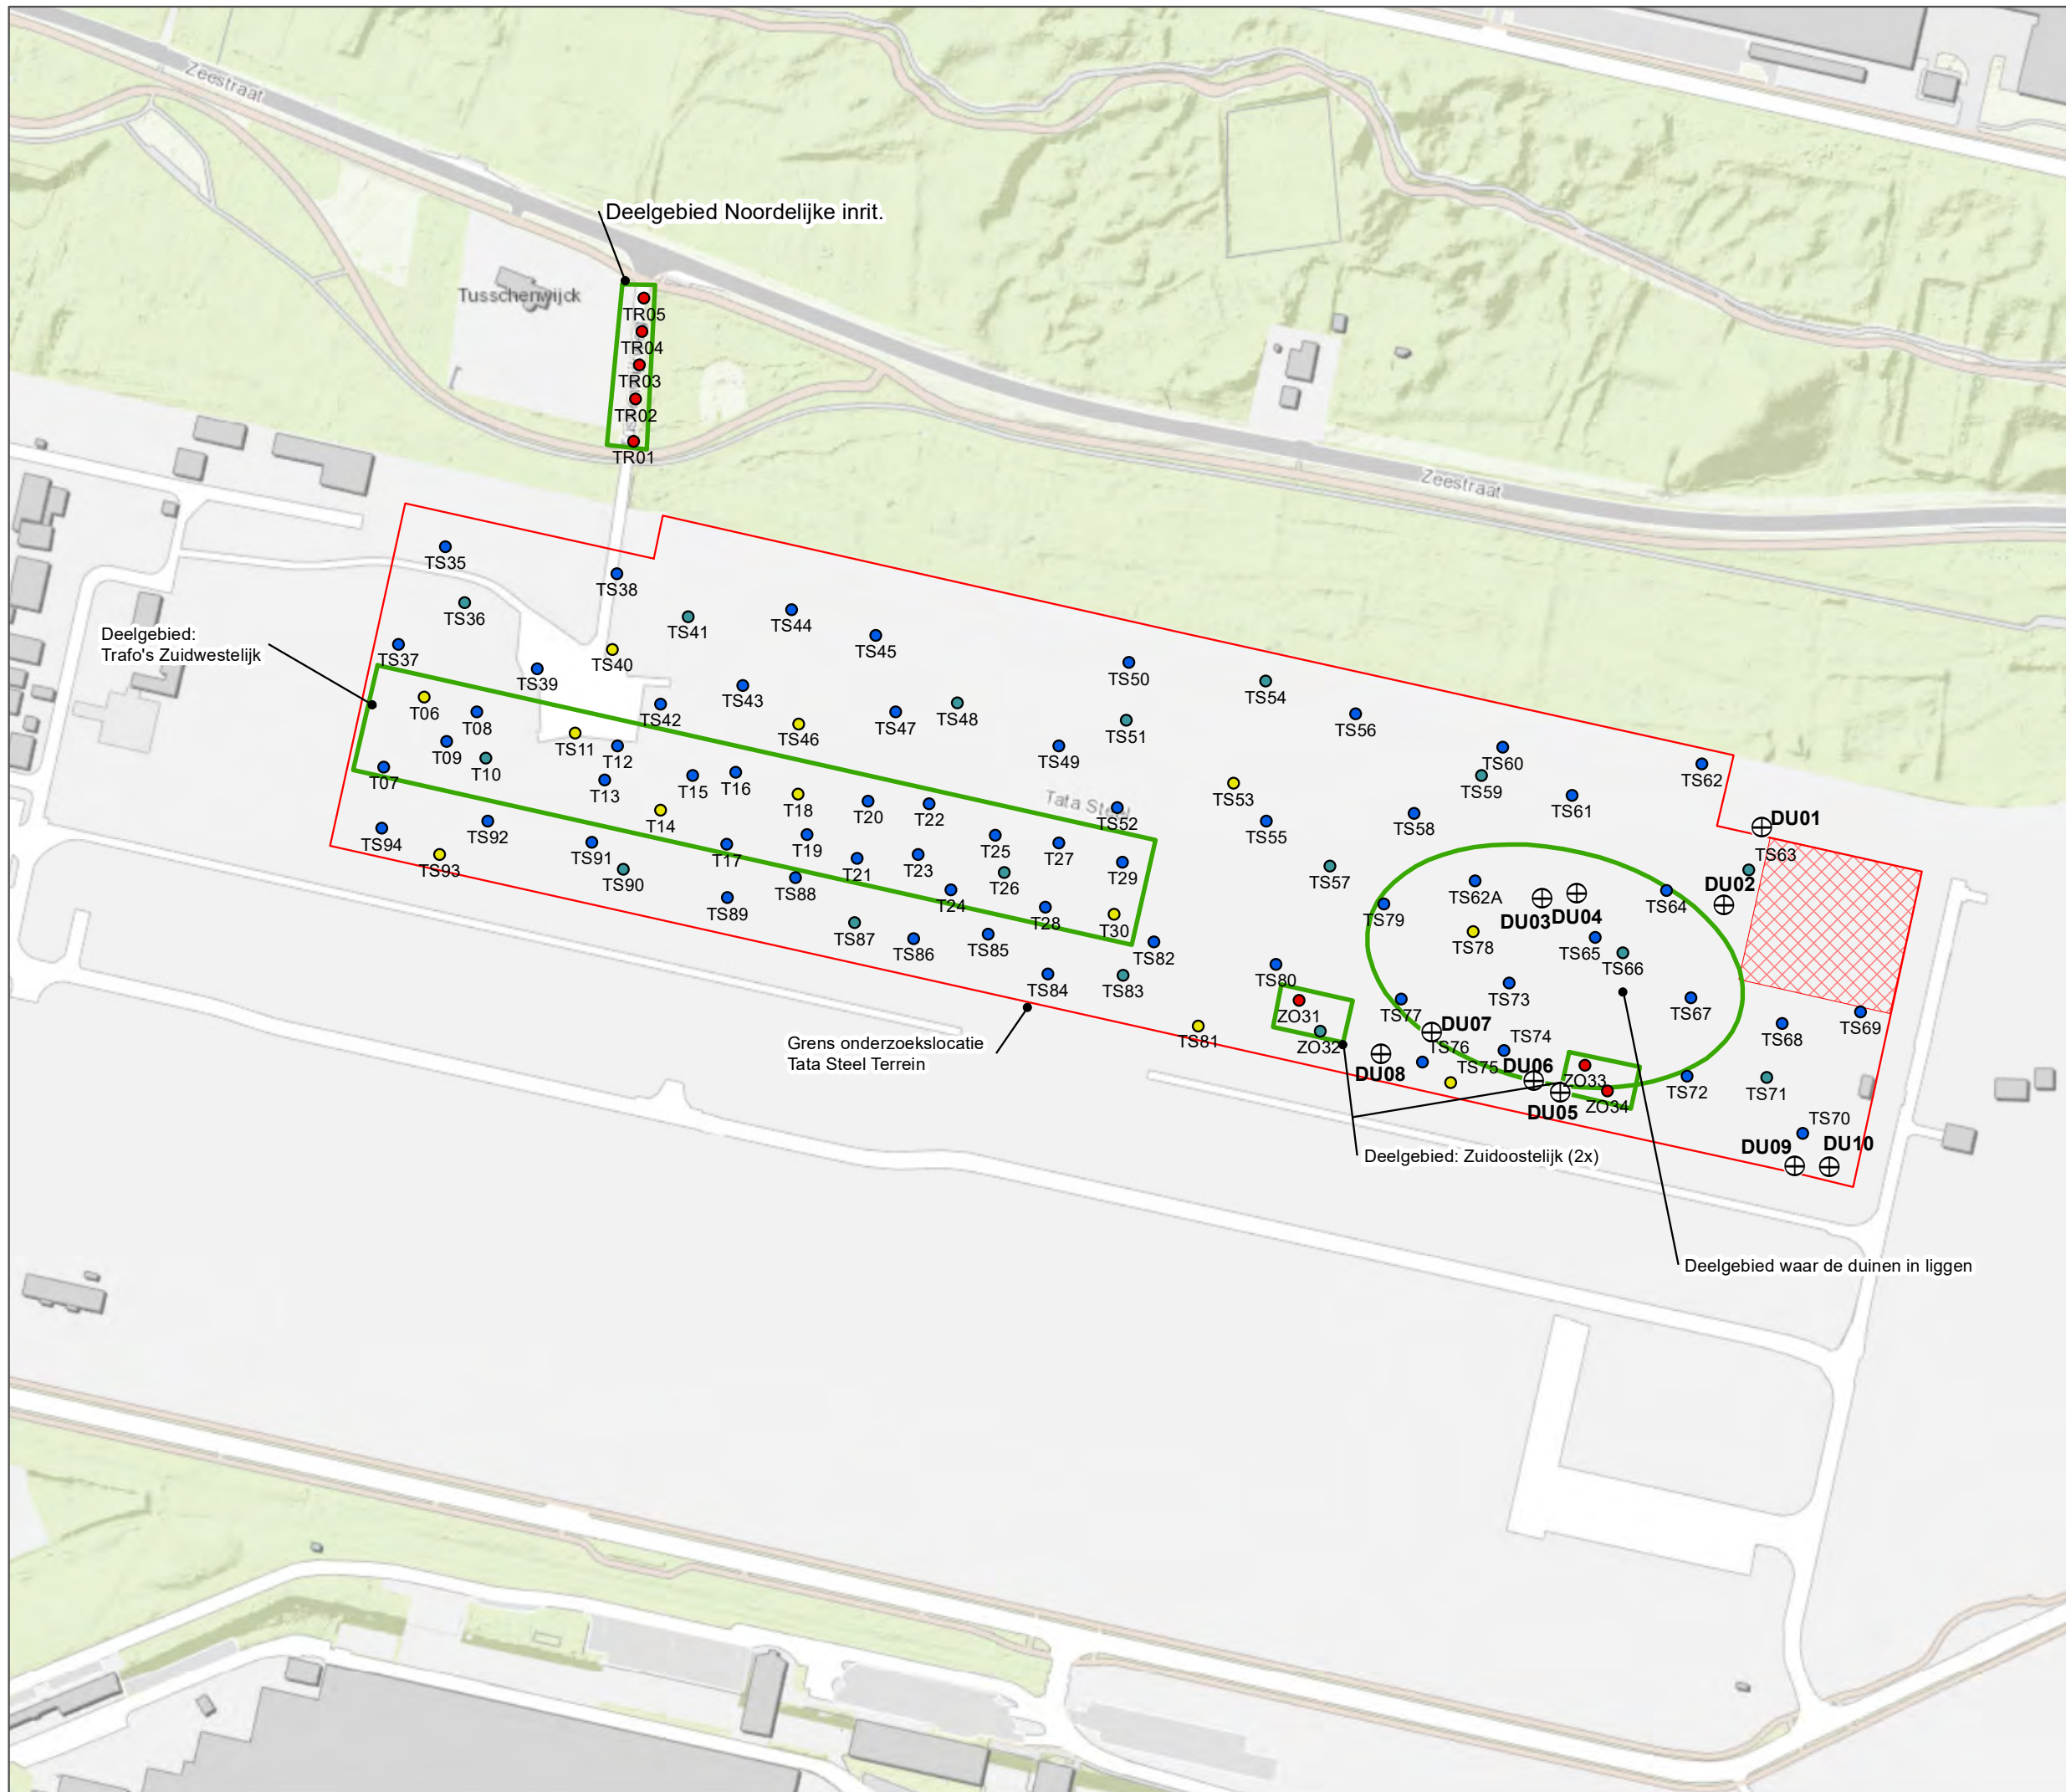 Zeestraat
Deelgebied Noordelijke inrit.
Tusschenwijck
TR05
TR04
TR03
TR02
TR01
Zeestraat
TS35
TS38
TS36
TS41
TS44
Deelgebied:
Trafo's Zuidwestelijk
TS37
TS40
TS45
TS39
TS43
TS50
TS54
T06
T08
TS42
TS46
TS47
TS48
TS51
TS56
TS11
T12
T09
T10
TS49
TS60
TS62
T07
T13
T15
T16
T18
Tata Steel
TS53
TS59
TS61
T14
T20
T22
TS52
TS55
TS58
DU01
TS94
TS92
TS91
T17
T19
T21
T23
T25
T27
TS63
TS93
TS90
TS88
T24
T26
T29
TS57
TS62A
DU02
TS89
T28
T30
TS79
DU03
DU04
TS64
TS87
TS86
TS85
TS82
TS78
TS65
TS66
TS84
TS83
TS80
TS73
TS67
ZO31
TS77
DU07
TS74
TS69
TS68
Grens onderzoekslocatie
Tata Steel Terrein
TS81
ZO32
TS76
DU08
TS75
DU06
ZO33
TS72
TS71
DU05
ZO34
TS70
DU09
DU10
Deelgebied: Zuidoostelijk (2x)
Deelgebied waar de duinen in liggen